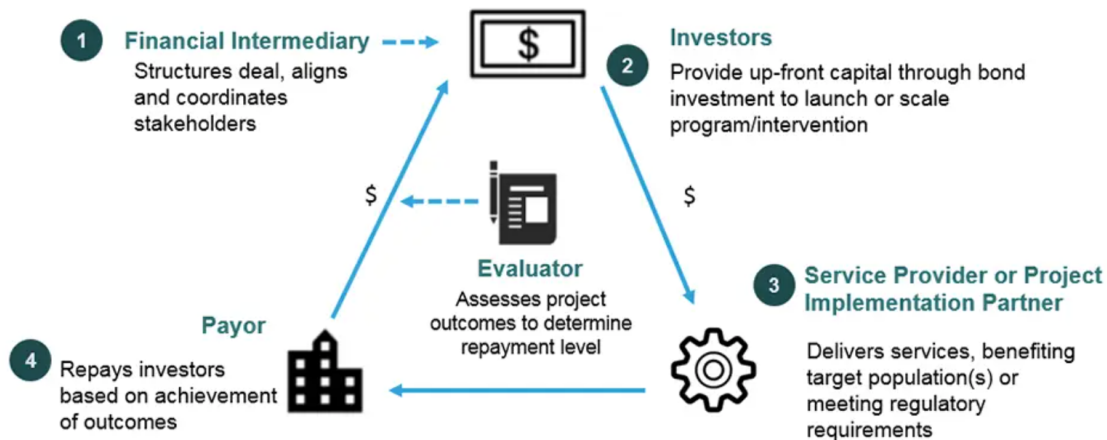 1
Financial Intermediary
Structures deal, aligns
and coordinates
stakeholders
$
2
Investors
Provide up-front capital through bond
investment to launch or scale
program/intervention
$
$
Evaluator
Assesses project
outcomes to determine
repayment level
3
Service Provider or Project
Implementation Partner
Delivers services, benefiting
target population(s) or
meeting regulatory
requirements
Payor
4
Repays investors
based on achievement
of outcomes